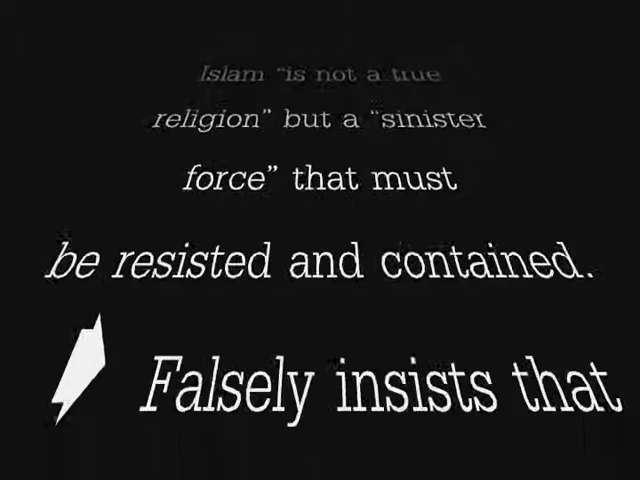 Islam “is not a true
religion” but a “sinister
force” that must
be resisted and contained.
Falsely insists that